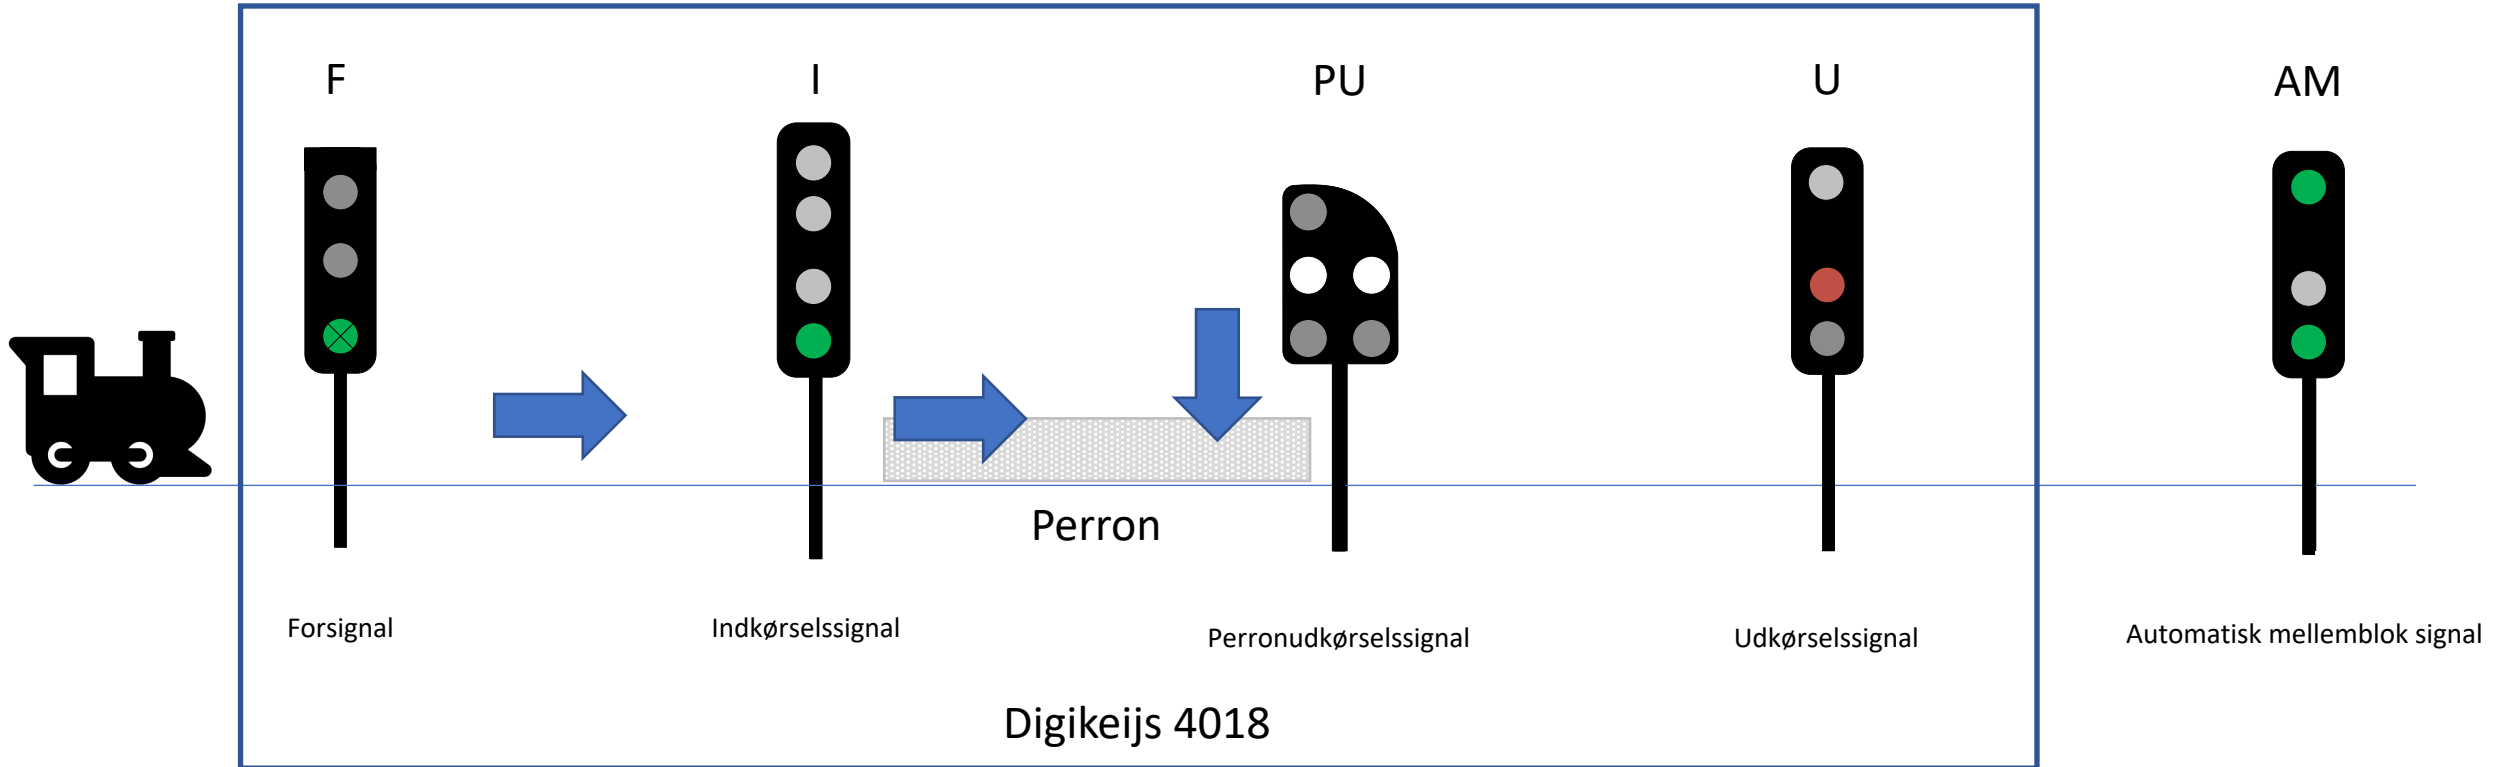 F
I
PU
U
AM
Perron
Forsignal
Indkørselssignal
Perronudkørselssignal
Udkørselssignal
Automatisk mellemblok signal
Digikeijs 4018